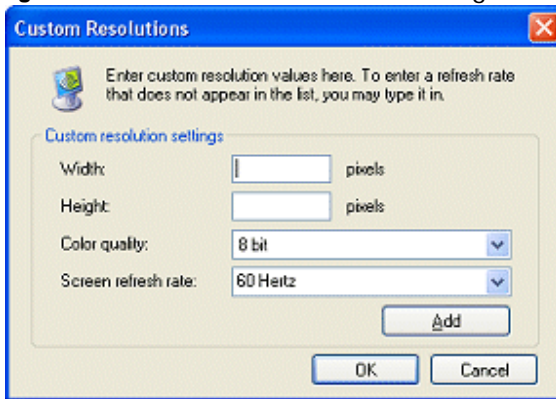 Custom Resolutions
Enter custom resolution values here. To enter a refresh rate
that does not appear in the list, you may type it in.
Custom resolution settings
Width: pixels
Height: pixels
Color quality: 8 bit
Screen refresh rate: 60 Hertz
Add
OK Cancel